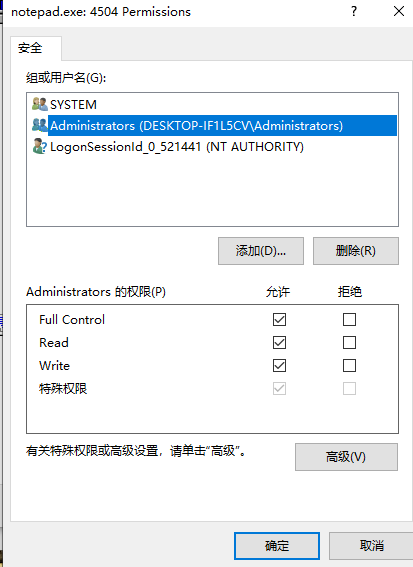 notepad.exe: 4504 Permissions
安全
组或用户名(G):
SYSTEM
Administrators (DESKTOP-IF1L5CV\Administrators)
LogonSessionId_0_521441 (NT AUTHORITY)
添加(D)... 删除(R)
Administrators 的权限(P) 允许 拒绝
Full Control
Read
Write
特殊权限
有关特殊权限或高级设置，请单击“高级”。 高级(V)
确定 取消